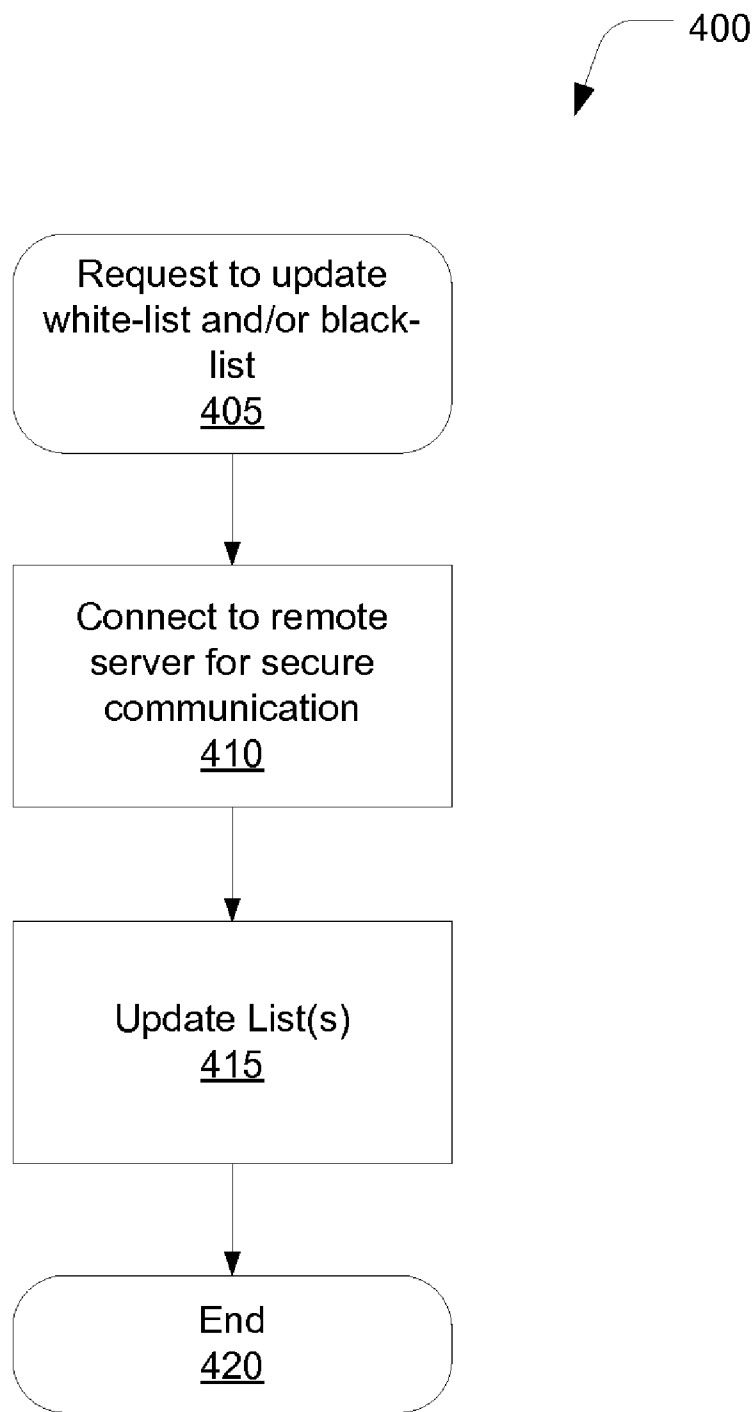 400
Request to update
white-list and/or black-
list
405
Connect to remote
server for secure
communication
410
Update List(s)
415
End
420